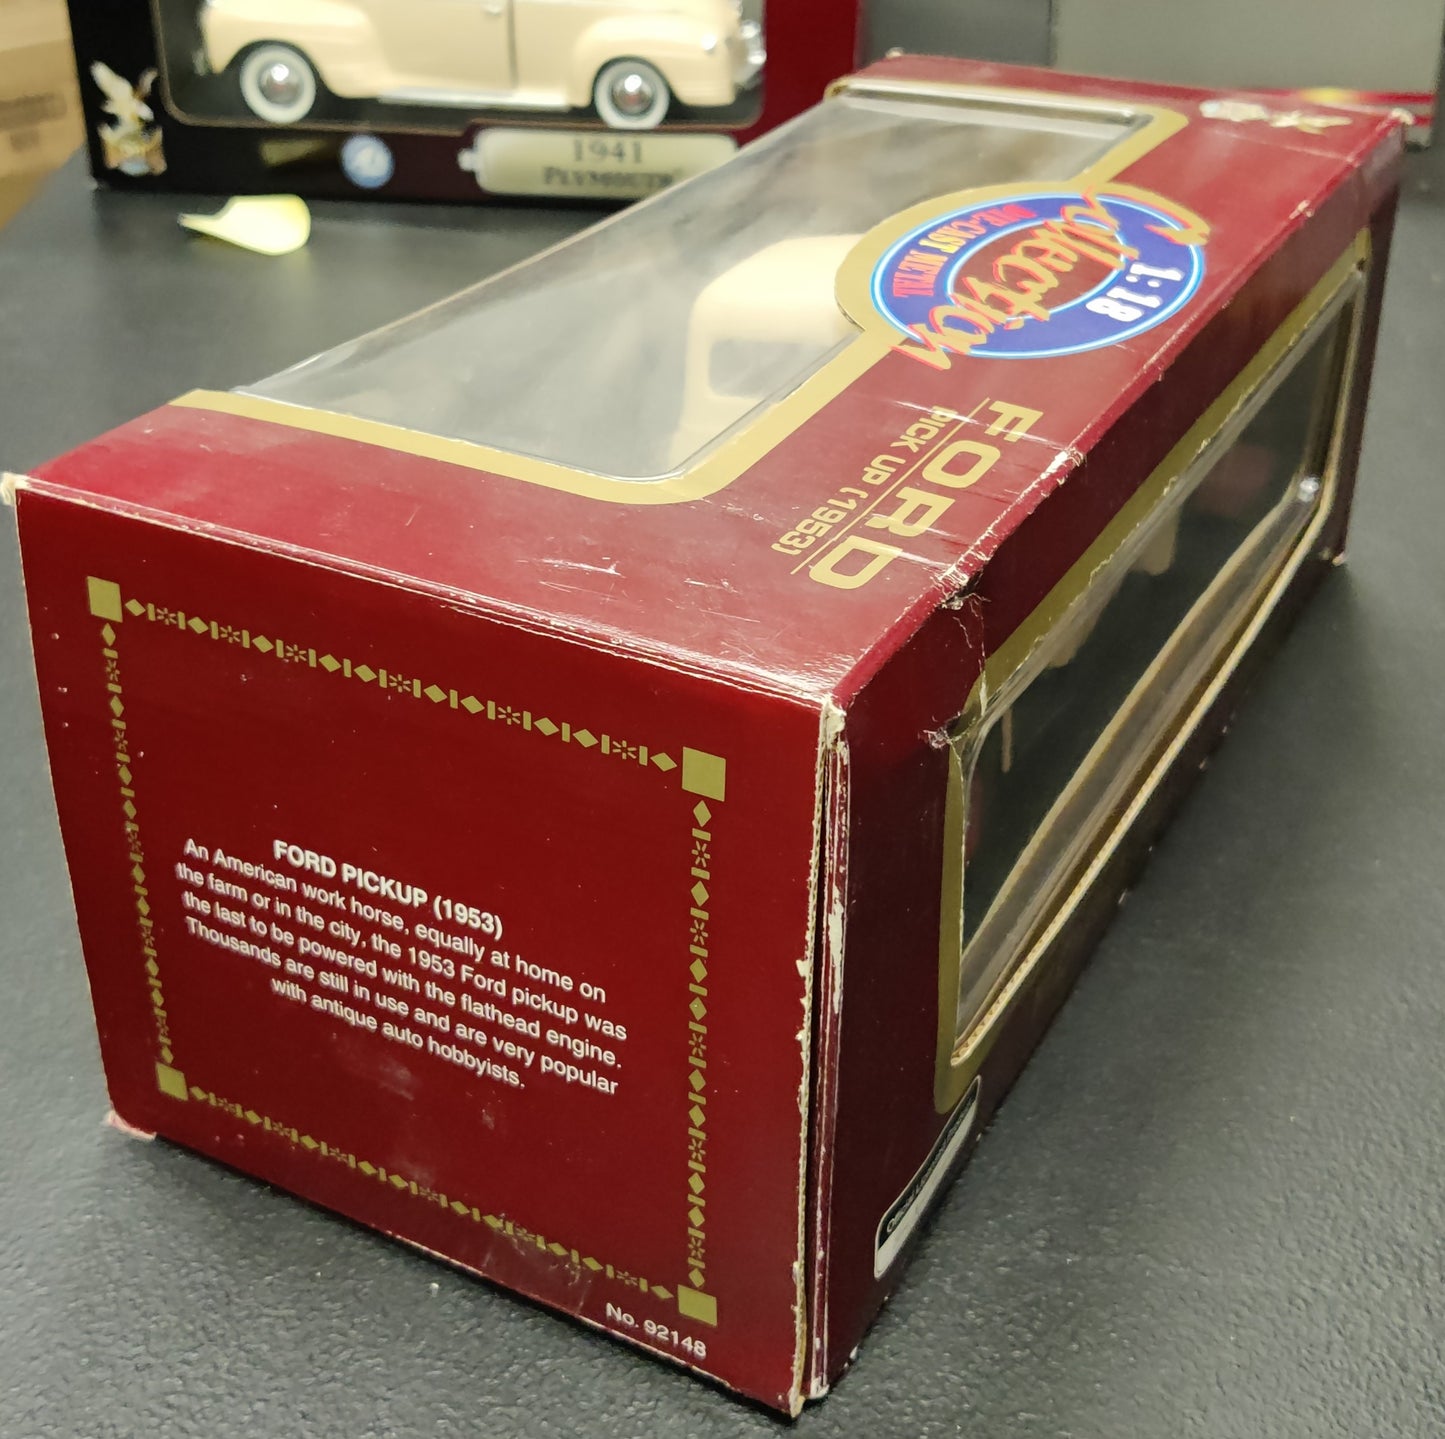 1941
PLYMOUTH
1:18
Collection
DIE-CAST METAL
FORD
PICK UP (1953)
FORD PICKUP (1953)
An American work horse, equally at home on
the farm or in the city, the 1953 Ford pickup was
the last to be powered with the flathead engine.
Thousands are still in use and are very popular
with antique auto hobbyists.
No. 92148